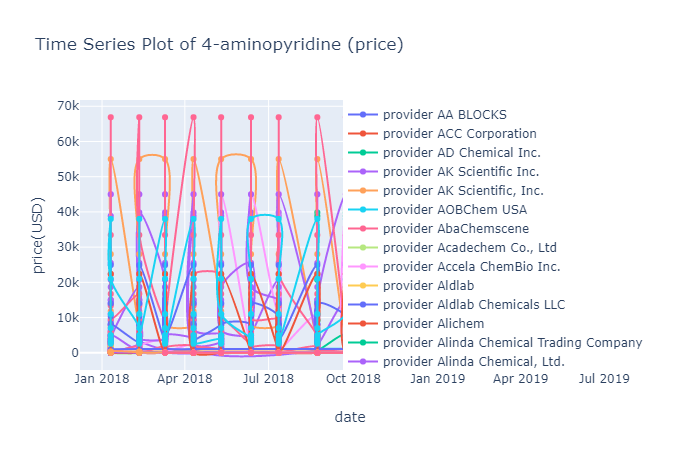 Time Series Plot of 4-aminopyridine (price)
70k
60k
50k
40k
30k
20k
10k
0
price(USD)
Jan 2018
Apr 2018
Jul 2018
Oct 2018
Jan 2019
Apr 2019
Jul 2019
date
provider AA BLOCKS
provider ACC Corporation
provider AD Chemical Inc.
provider AK Scientific Inc.
provider AK Scientific, Inc.
provider AOBChem USA
provider AbaChemscene
provider Acadechem Co., Ltd
provider Accela ChemBio Inc.
provider Aldlab
provider Aldlab Chemicals LLC
provider Alichem
provider Alinda Chemical Trading Company
provider Alinda Chemical, Ltd.